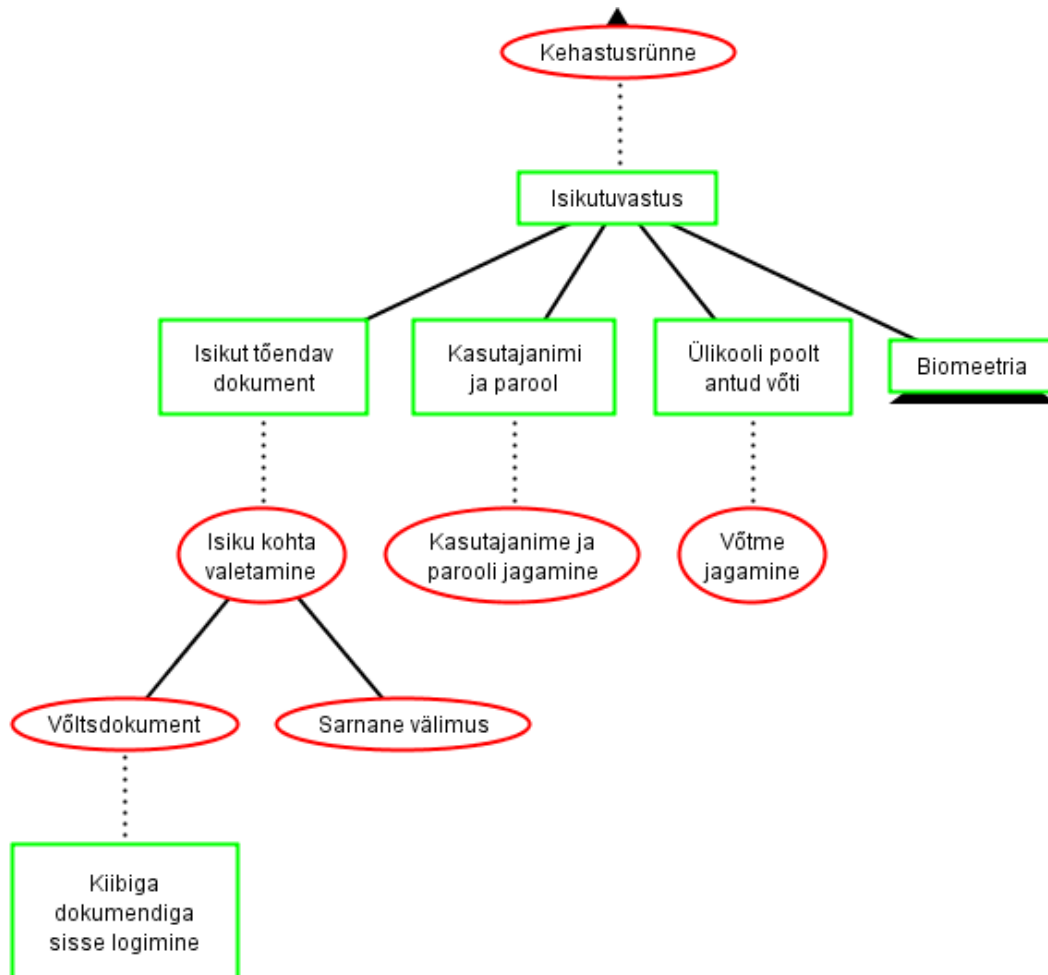 Kehastusrünne
Isikutuvastus
Isikut tõendav
dokument
Kasutajanimi
ja parool
Ülikooli poolt
antud võti
Biomeetria
Isiku kohta
valetamine
Kasutajanime ja
parooli jagamine
Võtme
jagamine
Võltsdokument
Sarnane välimus
Kiibiga
dokumendiga
sisse logimine